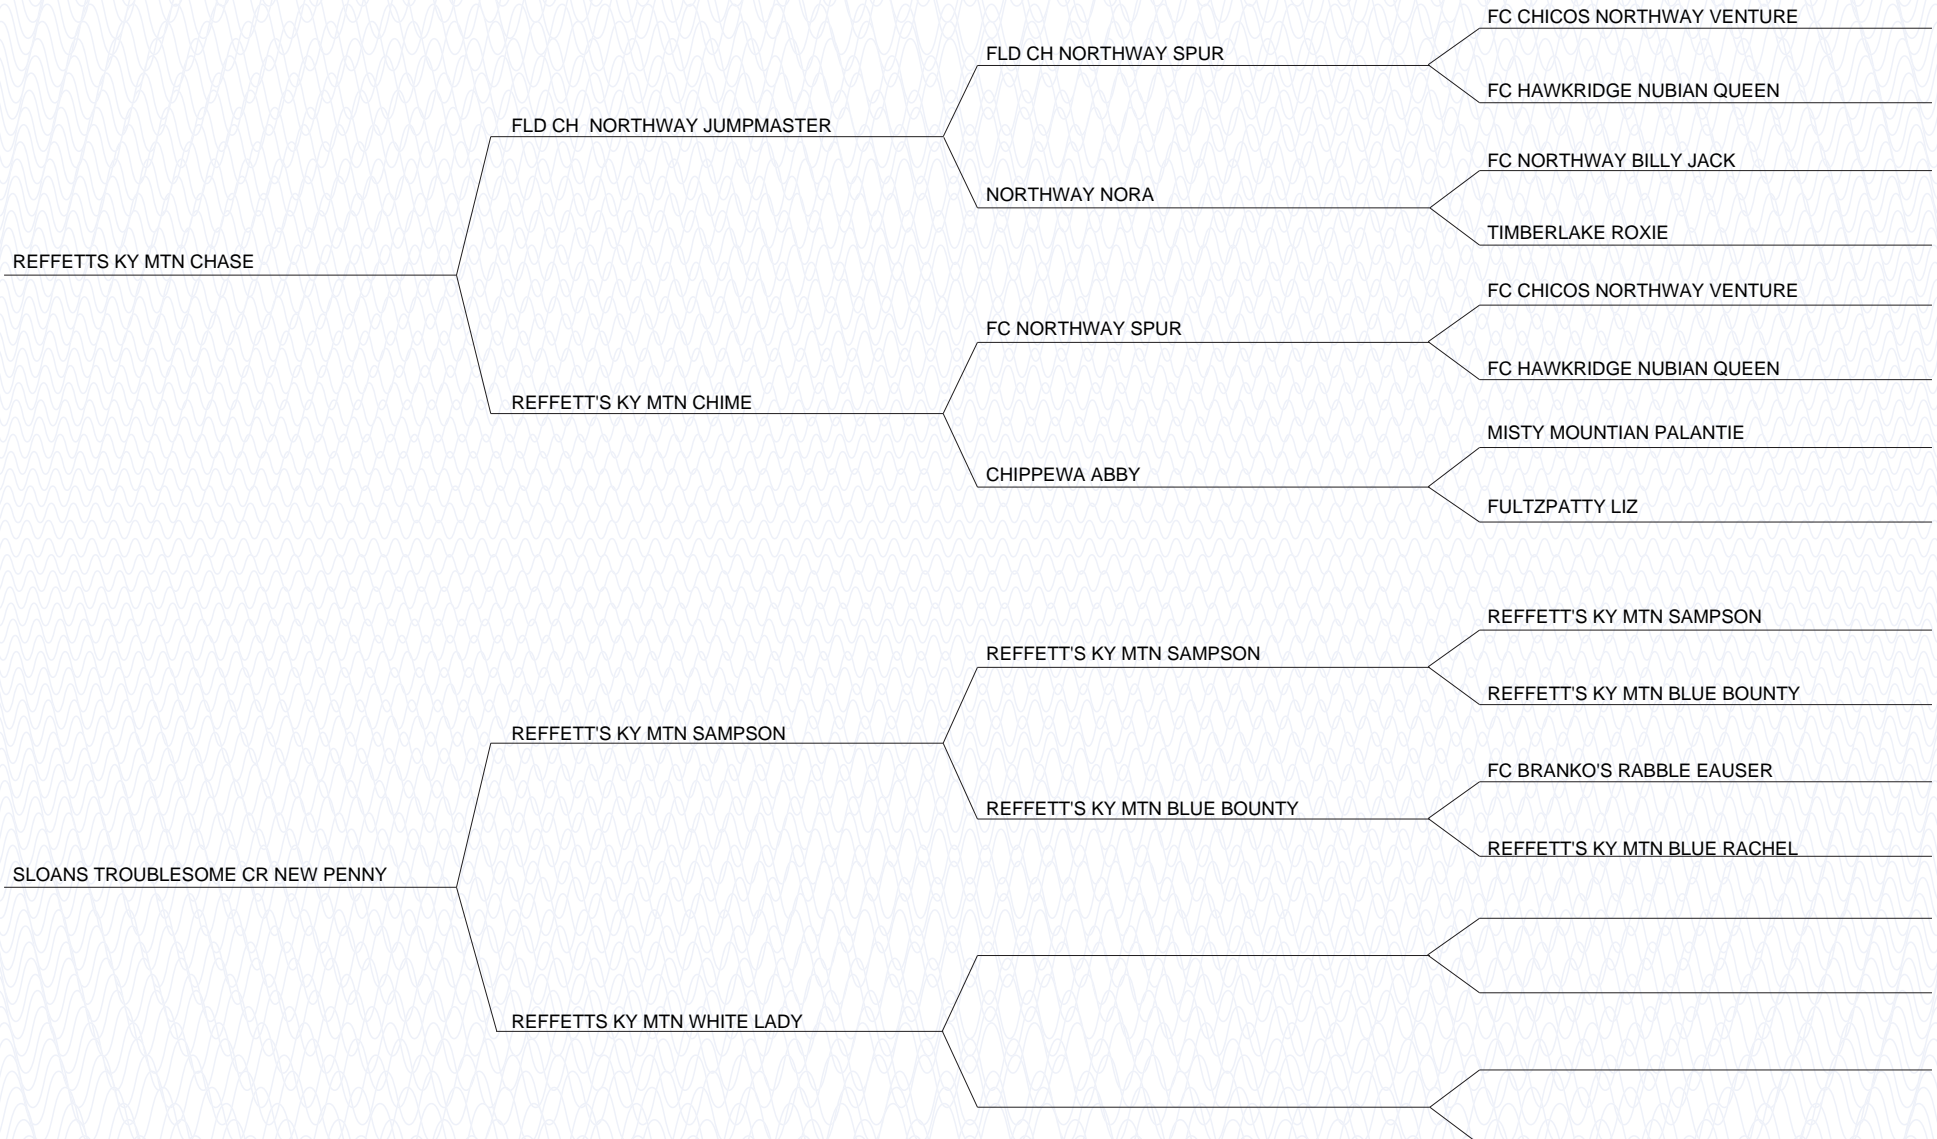 FC CHICOS NORTHWAY VENTURE
FLD CH NORTHWAY SPUR
FC HAWKRIDGE NUBIAN QUEEN
FLD CH  NORTHWAY JUMPMASTER
FC NORTHWAY BILLY JACK
NORTHWAY NORA
TIMBERLAKE ROXIE
REFFETTS KY MTN CHASE
FC CHICOS NORTHWAY VENTURE
FC NORTHWAY SPUR
FC HAWKRIDGE NUBIAN QUEEN
REFFETT'S KY MTN CHIME
MISTY MOUNTIAN PALANTIE
CHIPPEWA ABBY
FULTZPATTY LIZ
REFFETT'S KY MTN SAMPSON
REFFETT'S KY MTN SAMPSON
REFFETT'S KY MTN BLUE BOUNTY
REFFETT'S KY MTN SAMPSON
FC BRANKO'S RABBLE EAUSER
REFFETT'S KY MTN BLUE BOUNTY
REFFETT'S KY MTN BLUE RACHEL
SLOANS TROUBLESOME CR NEW PENNY
REFFETTS KY MTN WHITE LADY